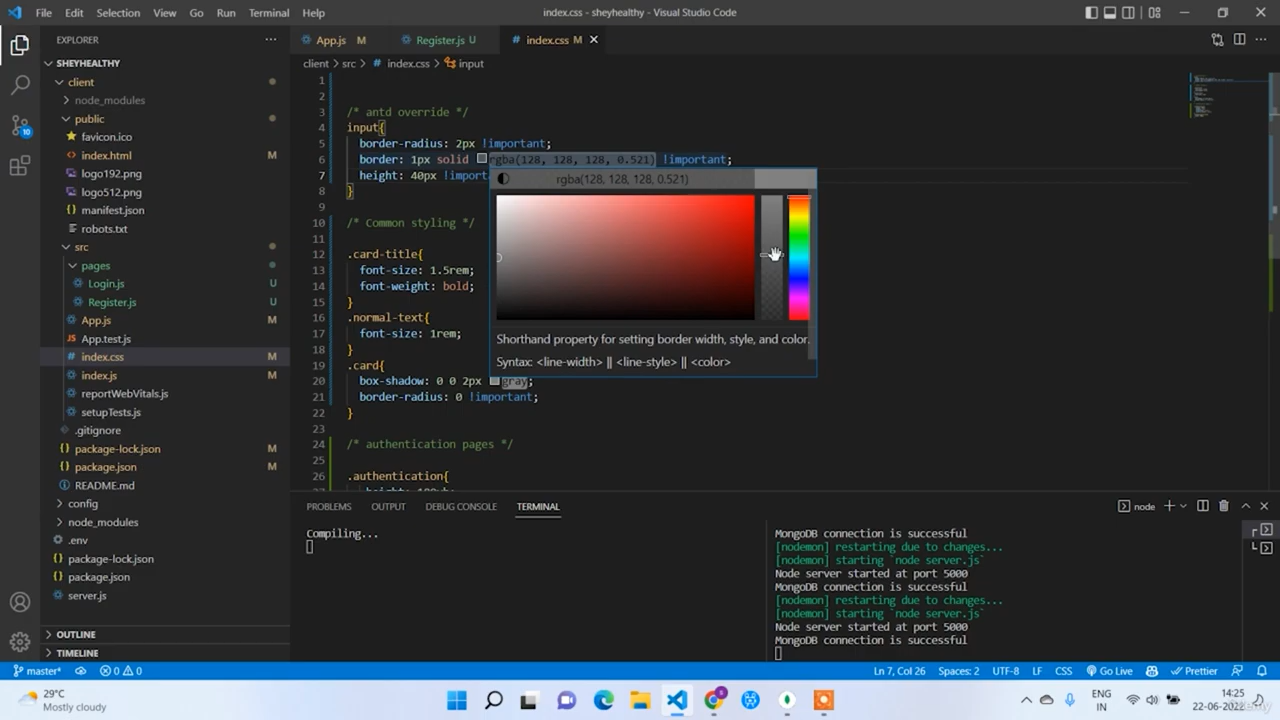 File Edit Selection View Go Run Terminal Help
index.css - sheyhealthy - Visual Studio Code
EXPLORER
SHEYHEALTHY
client
node_modules
public
favicon.ico
index.html M
logo192.png
logo512.png
manifest.json
robots.txt
src
pages
Login.js U
Register.js U
App.js M
App.test.js
index.css M
index.js M
reportWebVitals.js
setupTests.js
.gitignore
package-lock.json M
package.json M
README.md
config
node_modules
.env
package-lock.json
package.json
server.js
OUTLINE
TIMELINE
10
App.js M
Register.js U
index.css M
client > src > index.css > input
1
2
3 /* antd override */
4 input{
5 border-radius: 2px !important;
6 border: 1px solid rgba(128, 128, 128, 0.521) !important;
7 height: 40px !import
8 }
9
10 /* Common styling */
11
12 .card-title{
13 font-size: 1.5rem;
14 font-weight: bold;
15 }
16 .normal-text{
17 font-size: 1rem;
18 }
19 .card{
20 box-shadow: 0 0 2px gray;
21 border-radius: 0 !important;
22 }
23
24 /* authentication pages */
25
26 .authentication{
rgba(128, 128, 128, 0.521)
Shorthand property for setting border width, style, and color.
Syntax: <line-width> || <line-style> || <color>
PROBLEMS OUTPUT DEBUG CONSOLE TERMINAL
node
Compiling...
MongoDB connection is successful
[nodemon] restarting due to changes...
[nodemon] starting `node server.js`
Node server started at port 5000
MongoDB connection is successful
[nodemon] restarting due to changes...
[nodemon] starting `node server.js`
Node server started at port 5000
MongoDB connection is successful
master* 0 0
Ln 7, Col 26 Spaces: 2 UTF-8 LF CSS Go Live Prettier
29°C
Mostly cloudy
ENG
IN
14:25
22-06-2022